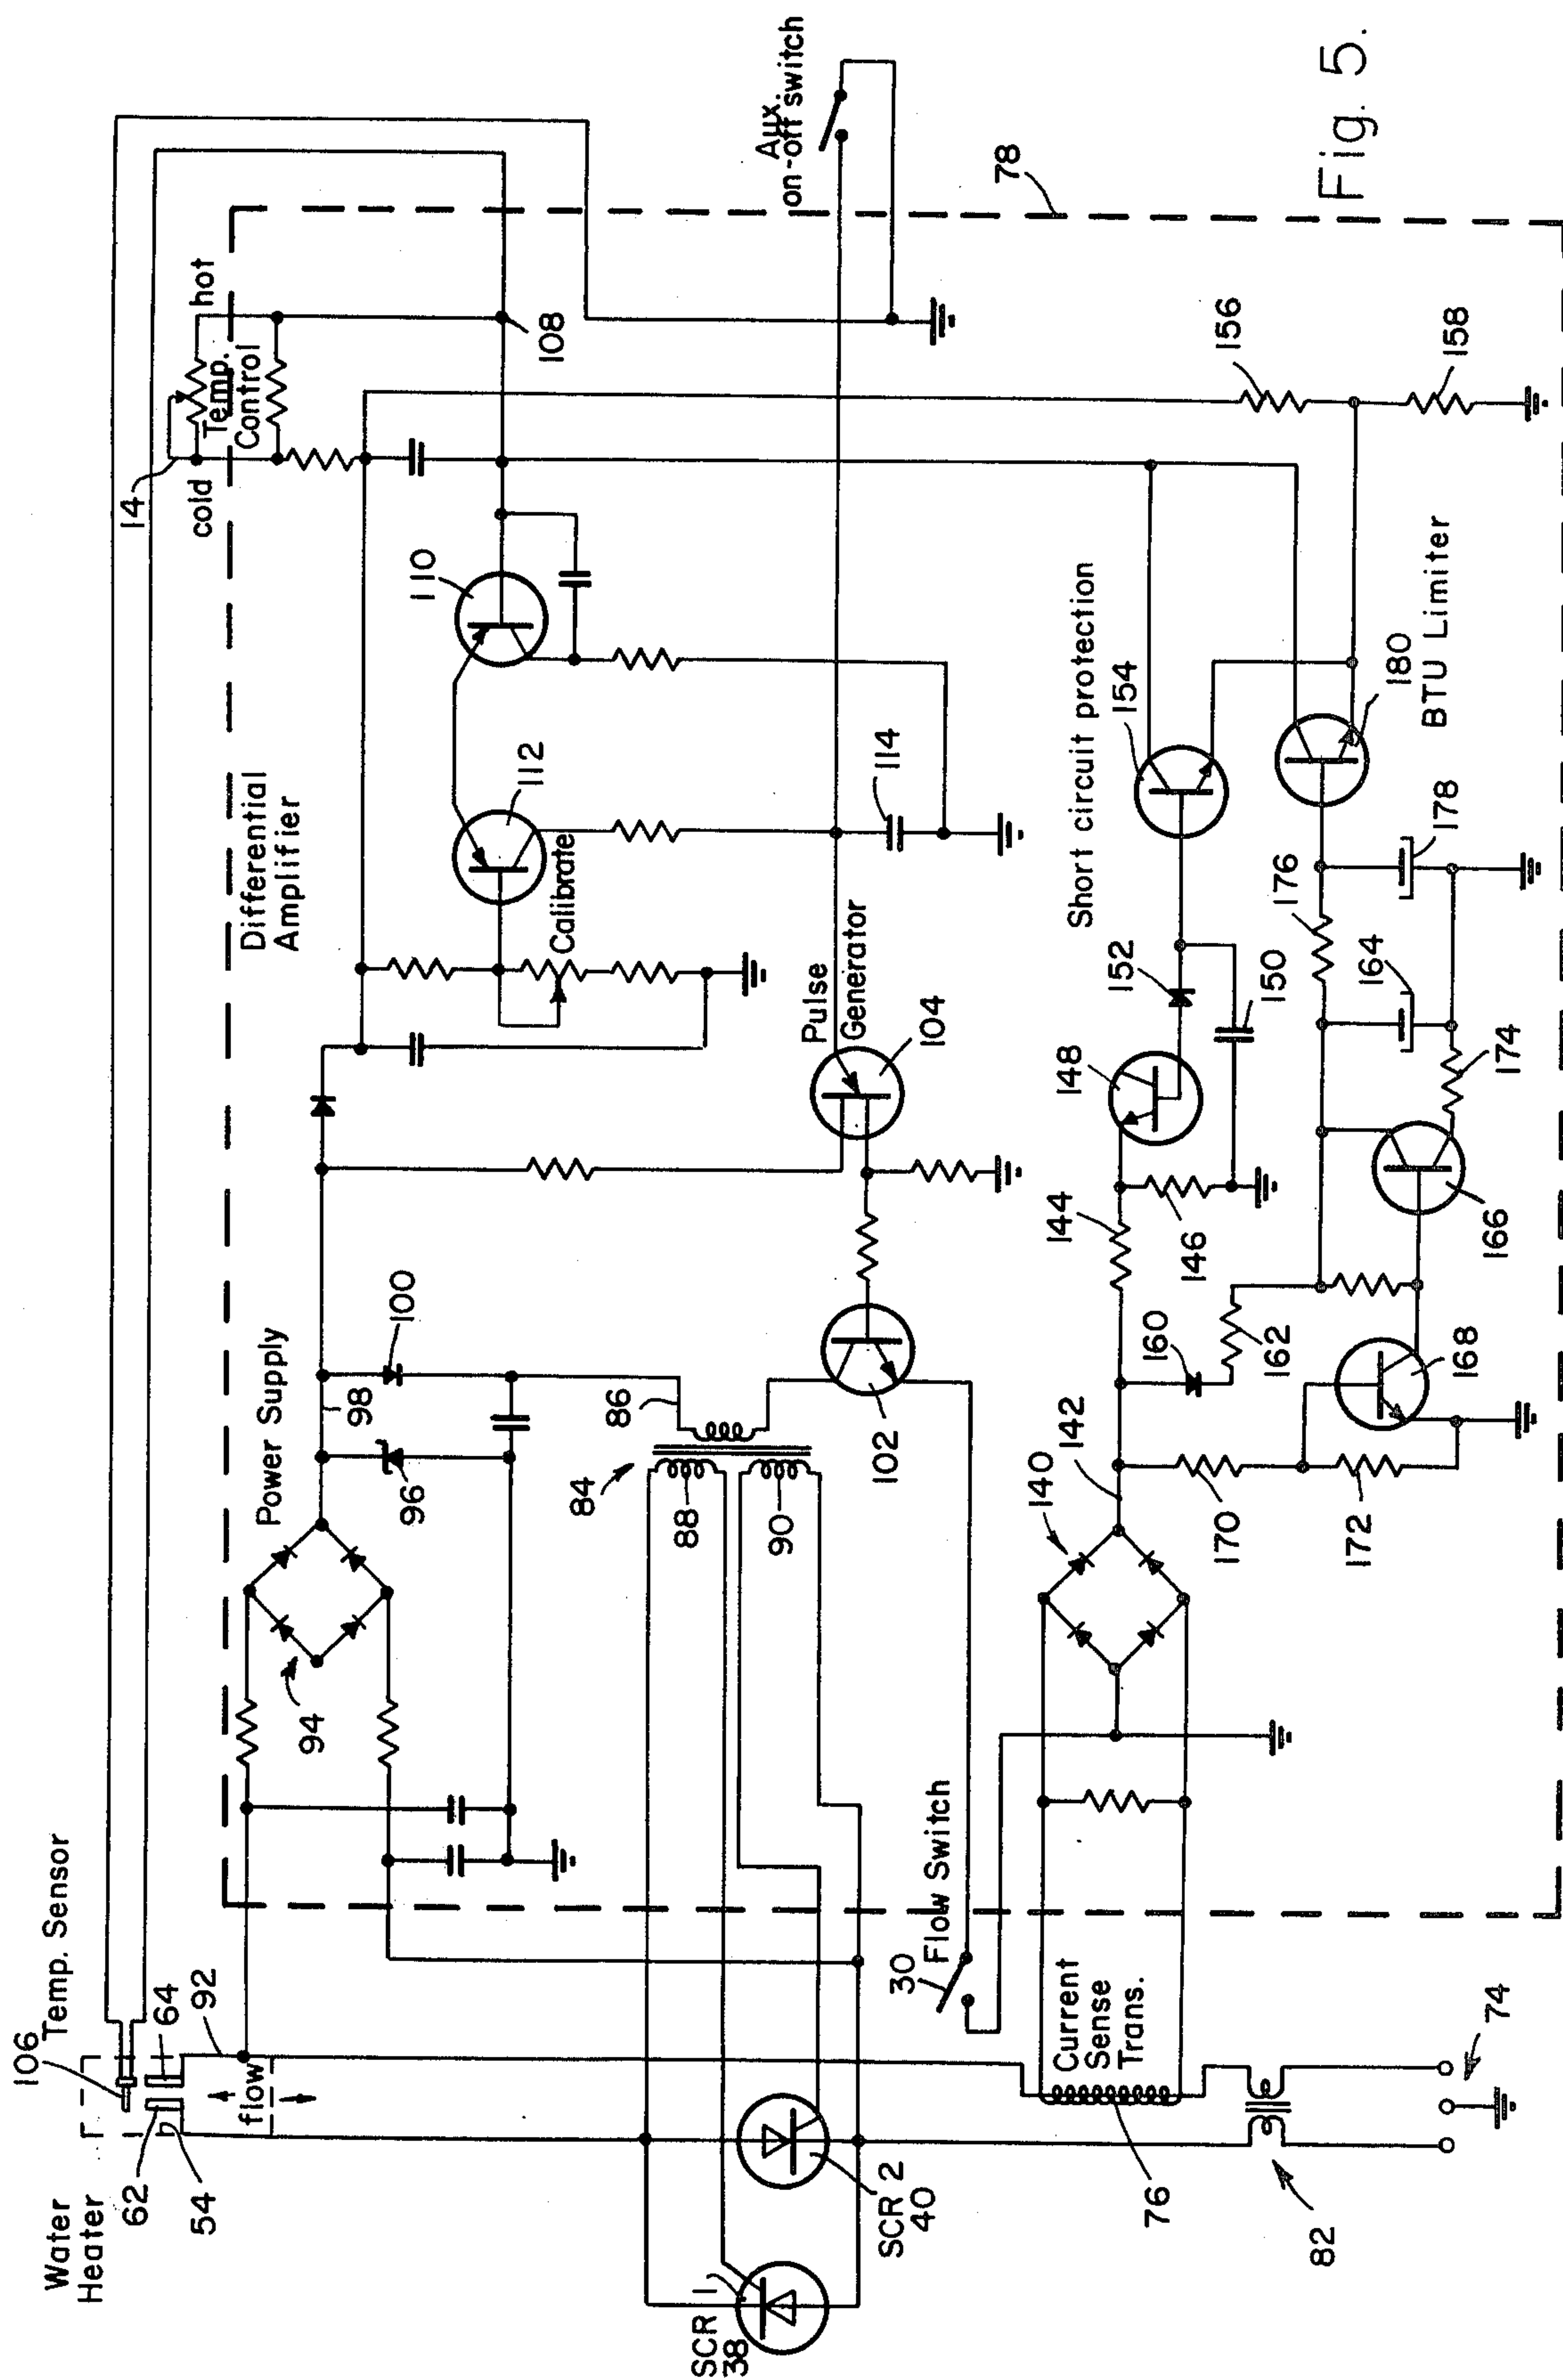 Water
Heater
106
Temp. Sensor
62
64
54
92
flow
14
cold
hot
Temp.
Control
108
Differential
Amplifier
110
112
Calibrate
114
Aux.
on-off switch
78
Power Supply
94
96
98
100
84
86
88
90
102
Pulse
Generator
104
SCR 1
38
SCR 2
40
30
Flow Switch
Current
Sense
Trans.
76
82
74
140
142
144
146
148
150
152
Short circuit protection
154
156
158
160
162
164
166
168
170
172
174
176
178
180
BTU Limiter
Fig. 5.